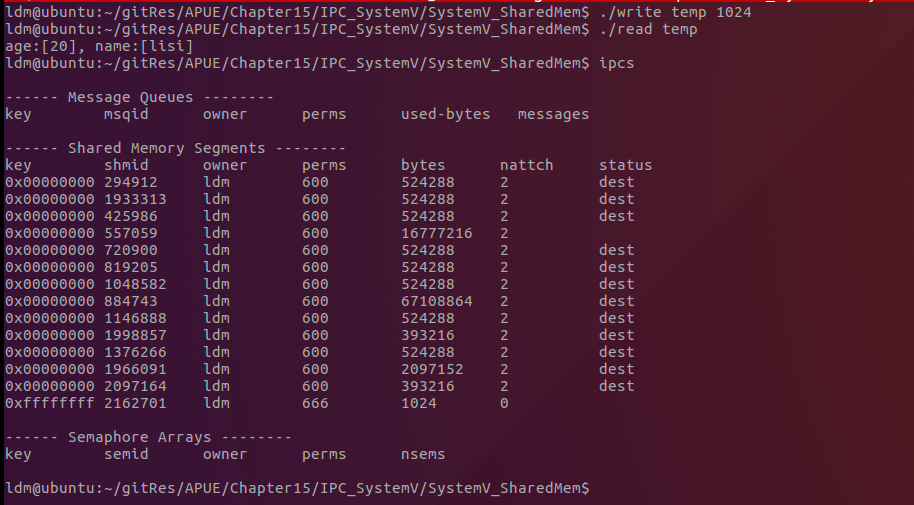 ldm@ubuntu:~/gitRes/APUE/Chapter15/IPC_SystemV/SystemV_SharedMem$ ./write temp 1024
ldm@ubuntu:~/gitRes/APUE/Chapter15/IPC_SystemV/SystemV_SharedMem$ ./read temp
age:[20], name:[lisi]
ldm@ubuntu:~/gitRes/APUE/Chapter15/IPC_SystemV/SystemV_SharedMem$ ipcs
------ Message Queues --------
key        msqid      owner      perms      used-bytes   messages
------ Shared Memory Segments --------
key        shmid      owner      perms      bytes      nattch     status
0x00000000 294912     ldm        600        524288     2          dest
0x00000000 1933313    ldm        600        524288     2          dest
0x00000000 425986     ldm        600        524288     2          dest
0x00000000 557059     ldm        600        16777216   2
0x00000000 720900     ldm        600        524288     2          dest
0x00000000 819205     ldm        600        524288     2          dest
0x00000000 1048582    ldm        600        524288     2          dest
0x00000000 884743     ldm        600        67108864   2          dest
0x00000000 1146888    ldm        600        524288     2          dest
0x00000000 1998857    ldm        600        393216     2          dest
0x00000000 1376266    ldm        600        524288     2          dest
0x00000000 1966091    ldm        600        2097152    2          dest
0x00000000 2097164    ldm        600        393216     2          dest
0xffffffff 2162701    ldm        666        1024       0
------ Semaphore Arrays --------
key        semid      owner      perms      nsems
ldm@ubuntu:~/gitRes/APUE/Chapter15/IPC_SystemV/SystemV_SharedMem$